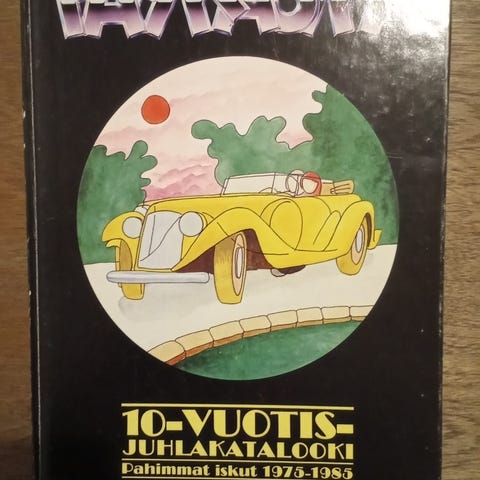 10-VUOTIS-
JUHLAKATALOOKI
Pahimmat iskut 1975-1985